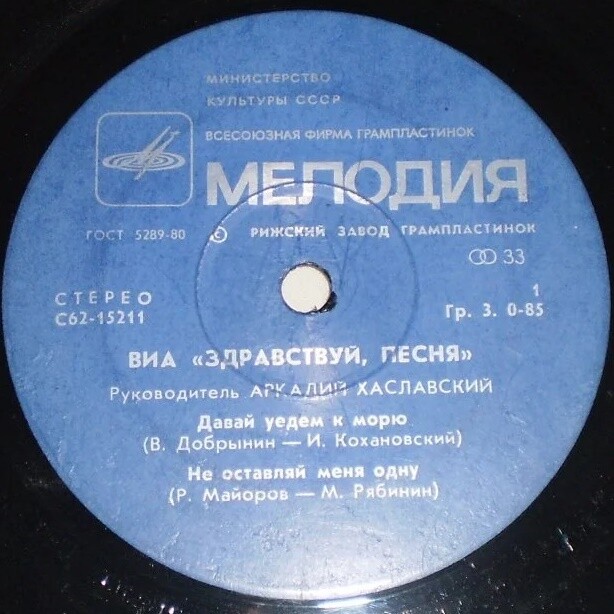 МИНИСТЕРСТВО
КУЛЬТУРЫ СССР
ВСЕСОЮЗНАЯ ФИРМА ГРАМПЛАСТИНОК
МЕЛОДИЯ
ГОСТ 5289-80 © РИЖСКИЙ ЗАВОД ГРАМПЛАСТИНОК
33
СТЕРЕО 1
С62-15211 Гр. 3. 0-85
ВИА «ЗДРАВСТВУЙ, ПЕСНЯ»
Руководитель АРКАДИЙ ХАСЛАВСКИЙ
Давай уедем к морю
(В. Добрынин — И. Кохановский)
Не оставляй меня одну
(Р. Майоров — М. Рябинин)